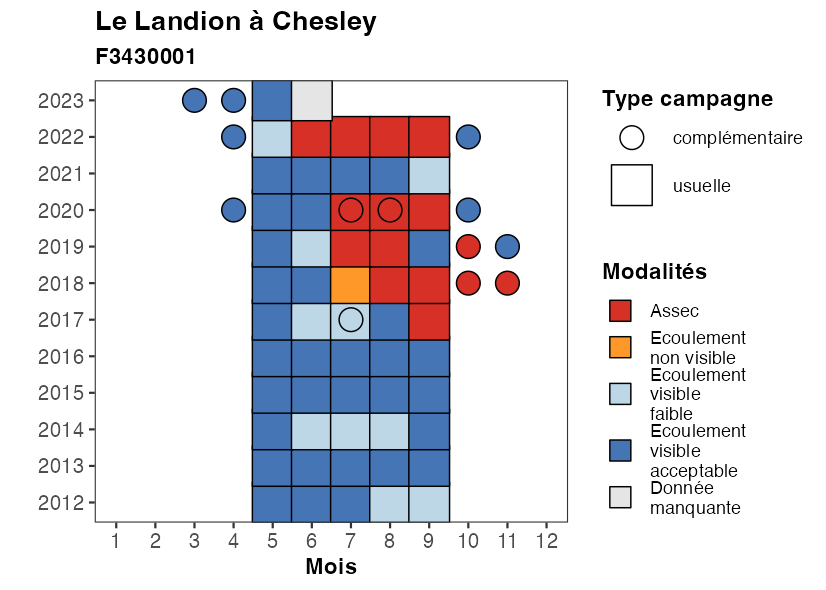 Le Landion à Chesley
F3430001
2023
2022
2021
2020
2019
2018
2017
2016
2015
2014
2013
2012
1 2 3 4 5 6 7 8 9 10 11 12
Mois
Type campagne
complémentaire
usuelle
Modalités
Assec
Ecoulement
non visible
Ecoulement
visible
faible
Ecoulement
visible
acceptable
Donnée
manquante